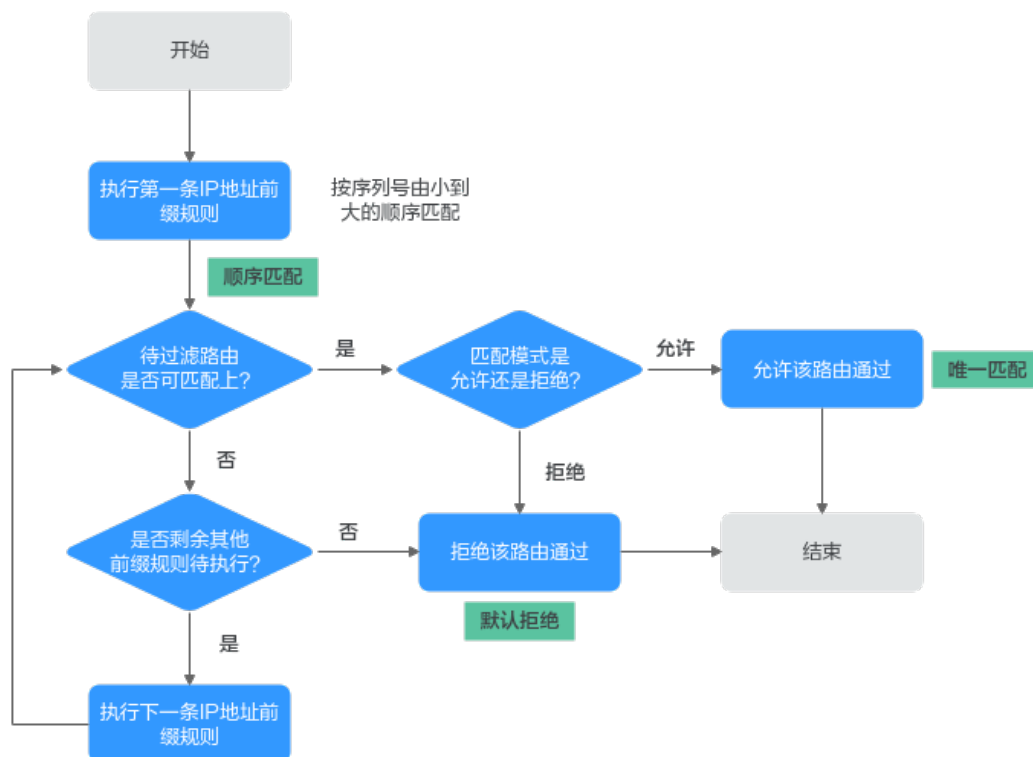 开始
执行第一条IP地址前
缀规则
按序列号由小到
大的顺序匹配
顺序匹配
待过滤路由
是否可匹配上?
是
匹配模式是
允许还是拒绝?
允许
允许该路由通过
唯一匹配
否
拒绝
是否剩余其他
前缀规则待执行?
否
拒绝该路由通过
结束
默认拒绝
是
执行下一条IP地址前
缀规则